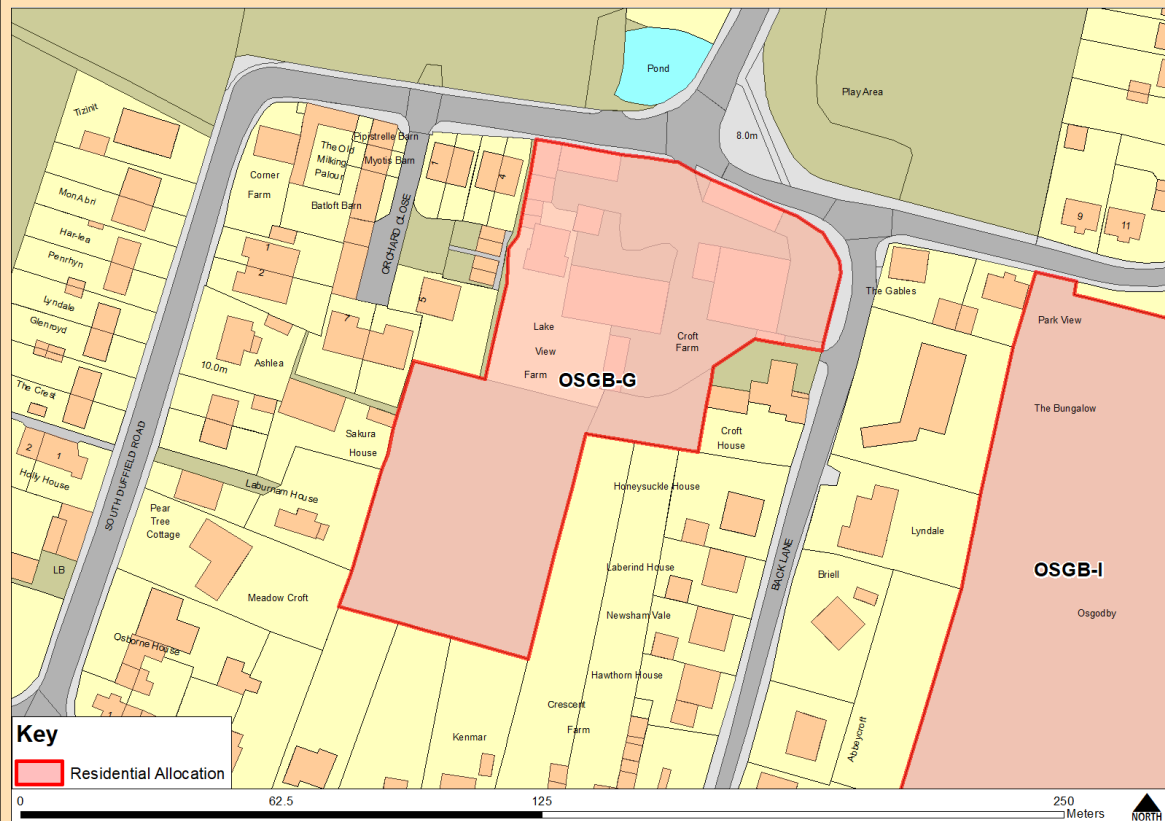 Pond
Play Area
Tizinit
8.0m
Pipistrelle Barn
The Old
Milking
Palour
Myotis Barn
1
4
Corner
Farm
MonAbri
Batloft Barn
ORCHARD CLOSE
9
11
Har-lea
Penrhyn
1
2
The Gables
Lyndale
Glenroyd
5
7
Park View
Lake
View
Farm
Croft
Farm
10.0m
Ashlea
OSGB-G
The Crest
The Bungalow
Sakura
House
Croft
House
2
1
Holly House
SOUTH DUFFIELD ROAD
Laburnam House
Honeysuckle House
Pear
Tree
Cottage
Lyndale
LB
BACK LANE
Laberind House
Briell
OSGB-I
Meadow Croft
Newsham Vale
Osgodby
Osborne House
Hawthorn House
1
Crescent
Farm
Kenmar
Abbeycroft
Key
Residential Allocation
0
62.5
125
250
Meters
NORTH